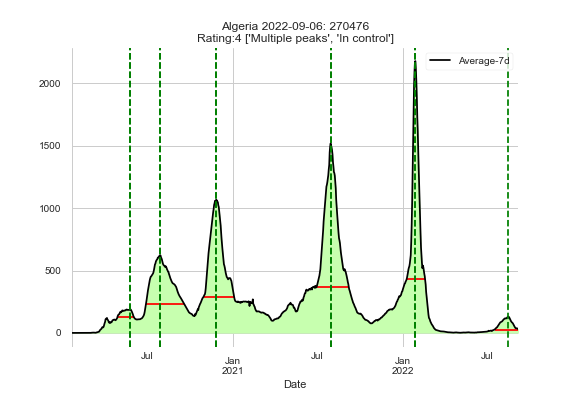 Algeria 2022-09-06: 270476
Rating:4 ['Multiple peaks', 'In control']
Average-7d
2000
1500
1000
500
0
Jul
Jan
2021
Jul
Jan
2022
Jul
Date